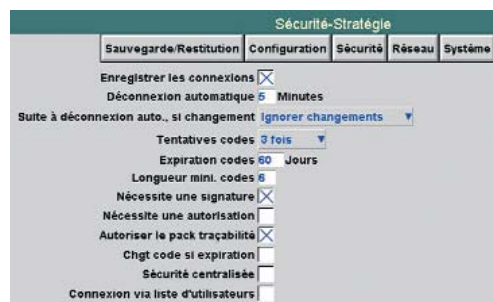 Sécurité-Stratégie
Sauvegarde/Restitution Configuration Sécurité Réseau Système
Enregistrer les connexions
Déconnexion automatique 5 Minutes
Suite à déconnexion auto., si changement Ignorer changements
Tentatives codes 3 fois
Expiration codes 60 Jours
Longueur mini. codes 6
Nécessite une signature
Nécessite une autorisation
Autoriser le pack traçabilité
Chgt code si expiration
Sécurité centralisée
Connexion via liste d'utilisateurs